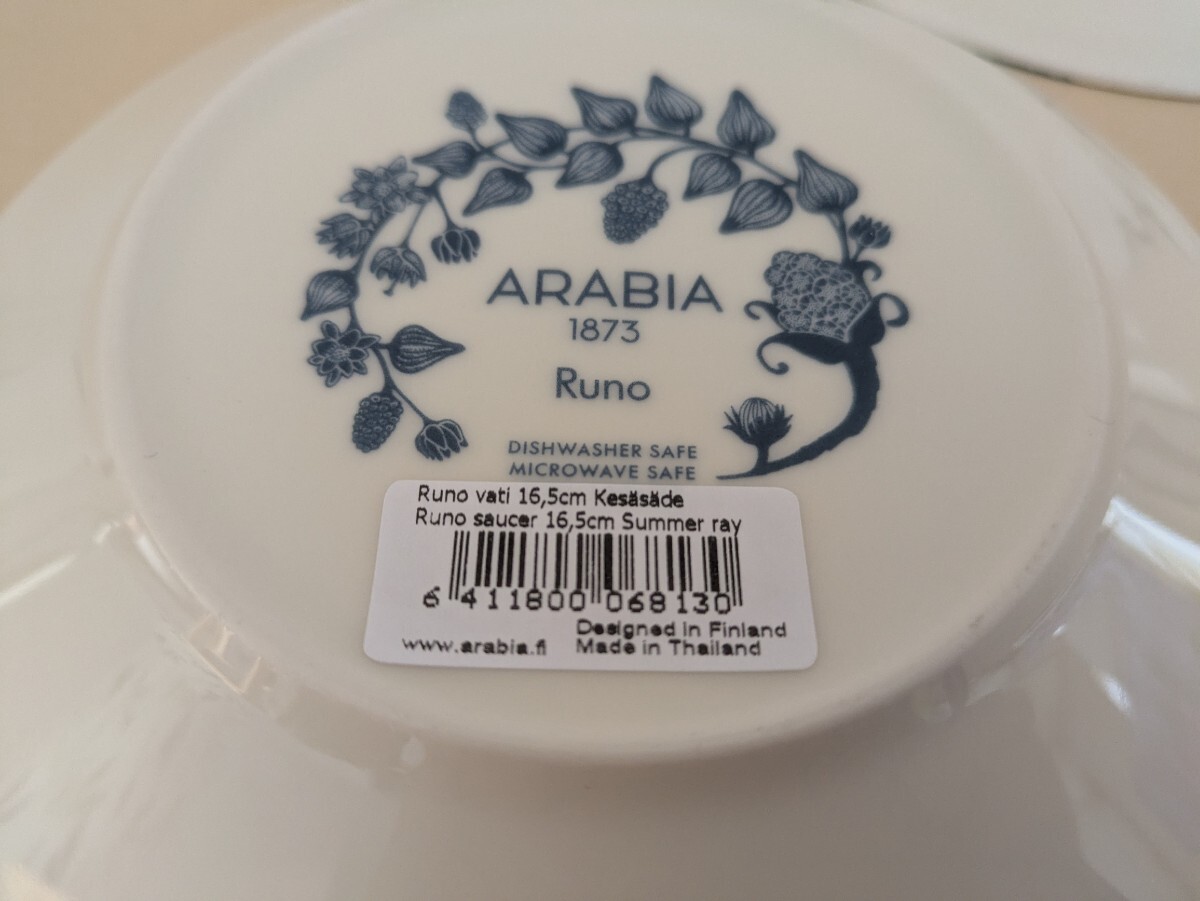 ARABIA
1873
Runo
DISHWASHER SAFE
MICROWAVE SAFE
Runo vati 16,5cm Kesäsäde
Runo saucer 16,5cm Summer ray
6 411800 068130
www.arabia.fi
Designed in Finland
Made in Thailand